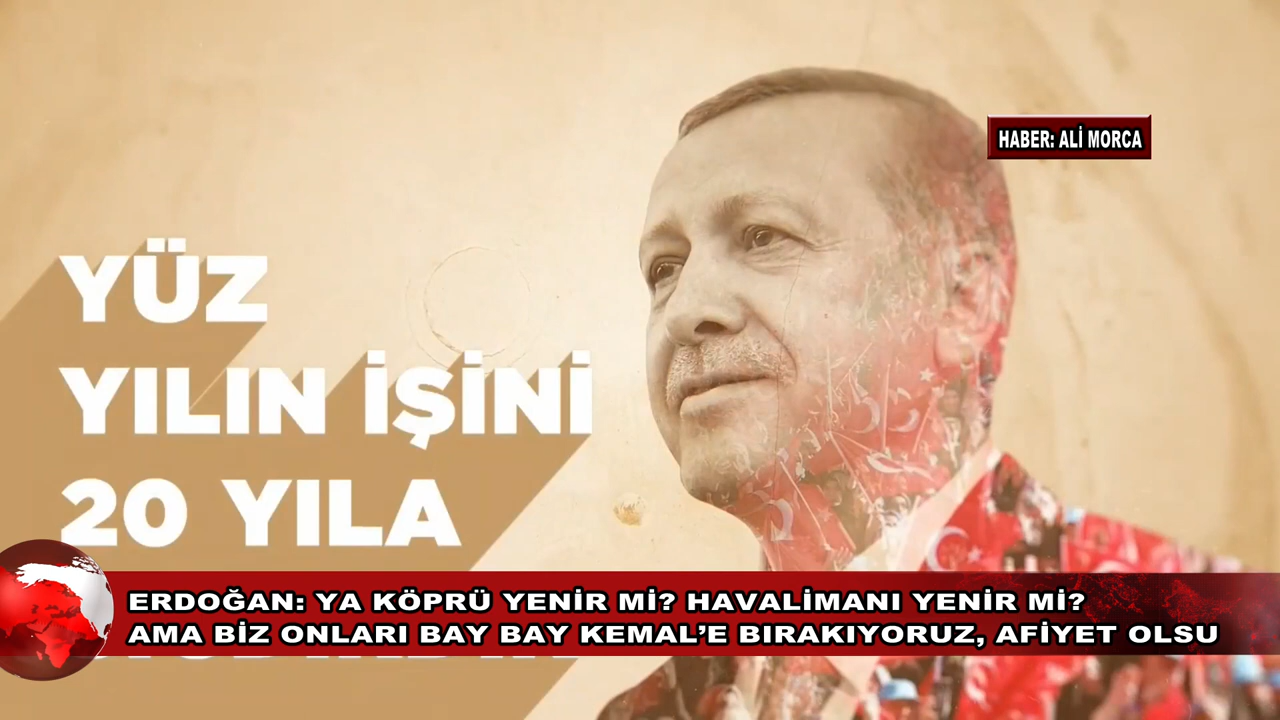 HABER: ALİ MORCA
YÜZ
YILIN İŞİNİ
20 YILA
ERDOĞAN: YA KÖPRÜ YENİR Mİ? HAVALİMANI YENİR Mİ?
AMA BİZ ONLARI BAY BAY KEMAL’E BIRAKIYORUZ, AFİYET OLSU